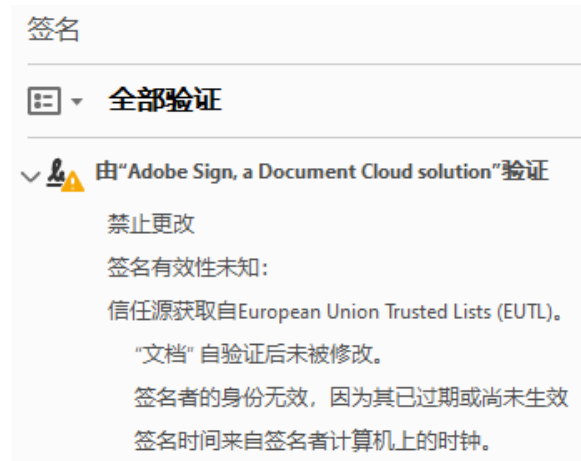 签名
全部验证
由“Adobe Sign, a Document Cloud solution”验证
禁止更改
签名有效性未知：
信任源获取自European Union Trusted Lists (EUTL)。
“文档” 自验证后未被修改。
签名者的身份无效，因为其已过期或尚未生效
签名时间来自签名者计算机上的时钟。